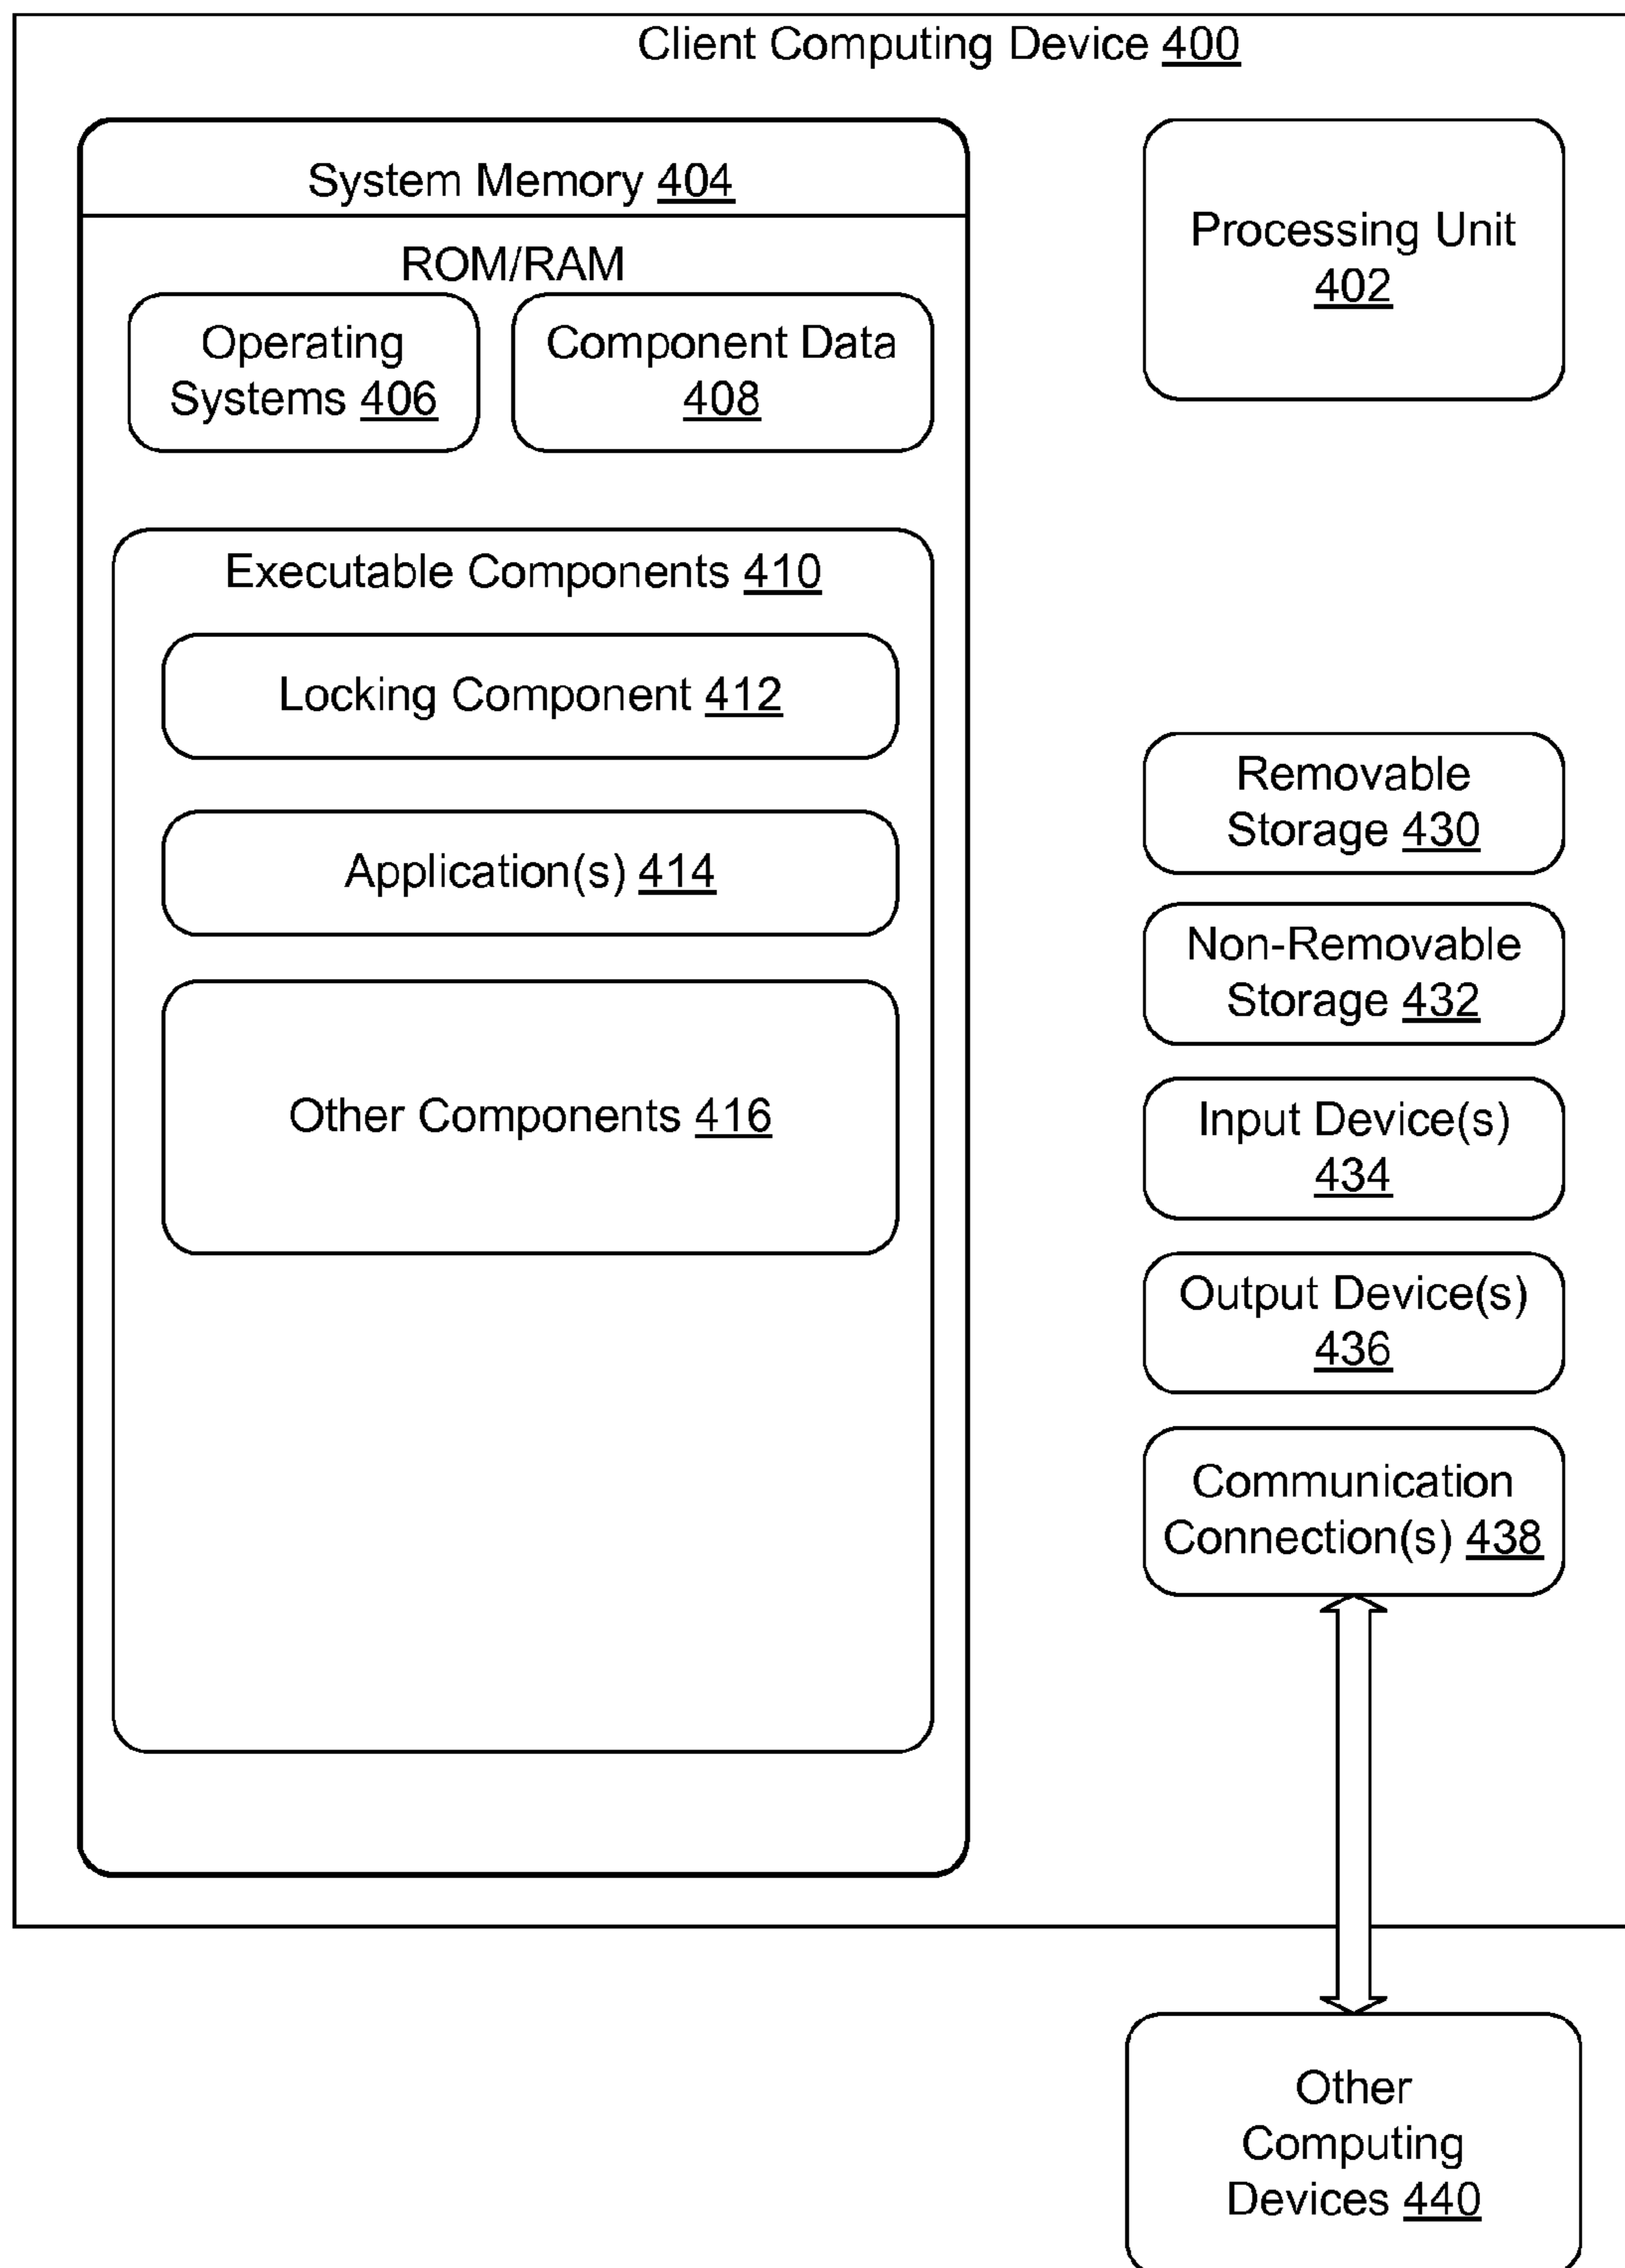 Client Computing Device 400
System Memory 404
ROM/RAM
Operating
Systems 406
Component Data
408
Executable Components 410
Locking Component 412
Application(s) 414
Other Components 416
Processing Unit
402
Removable
Storage 430
Non-Removable
Storage 432
Input Device(s)
434
Output Device(s)
436
Communication
Connection(s) 438
Other
Computing
Devices 440